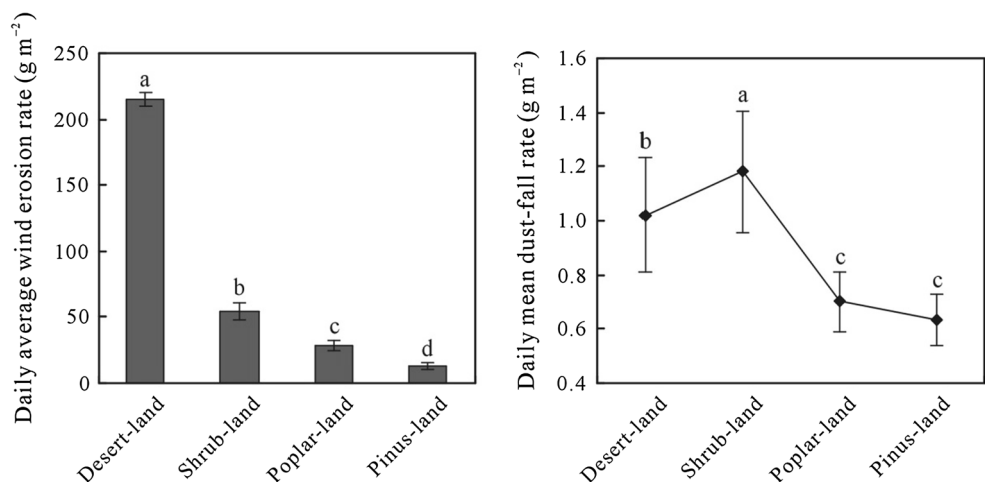 Daily average wind erosion rate (g m⁻²)
250
200
150
100
50
0
a
b
c
d
Desert-land
Shrub-land
Poplar-land
Pinus-land
Daily mean dust-fall rate (g m⁻²)
1.6
1.4
1.2
1.0
0.8
0.6
0.4
b
a
c
c
Desert-land
Shrub-land
Poplar-land
Pinus-land